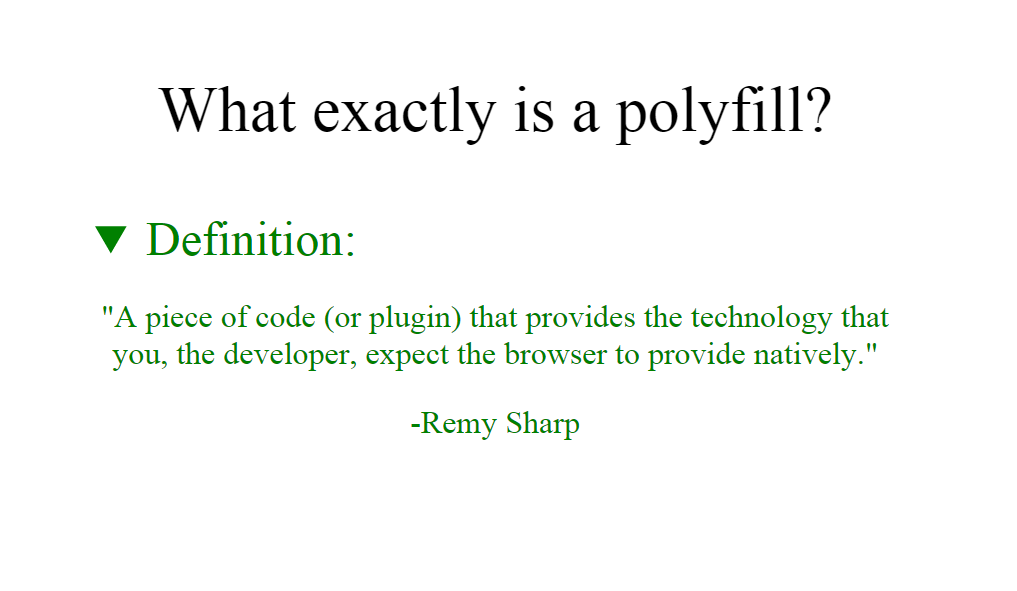 What exactly is a polyfill?
Definition:
"A piece of code (or plugin) that provides the technology that
you, the developer, expect the browser to provide natively."
-Remy Sharp